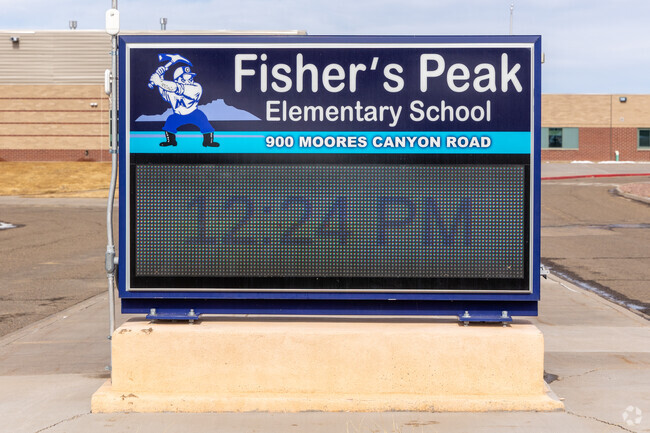 Fisher's Peak
Elementary School
900 MOORES CANYON ROAD
12:24 PM